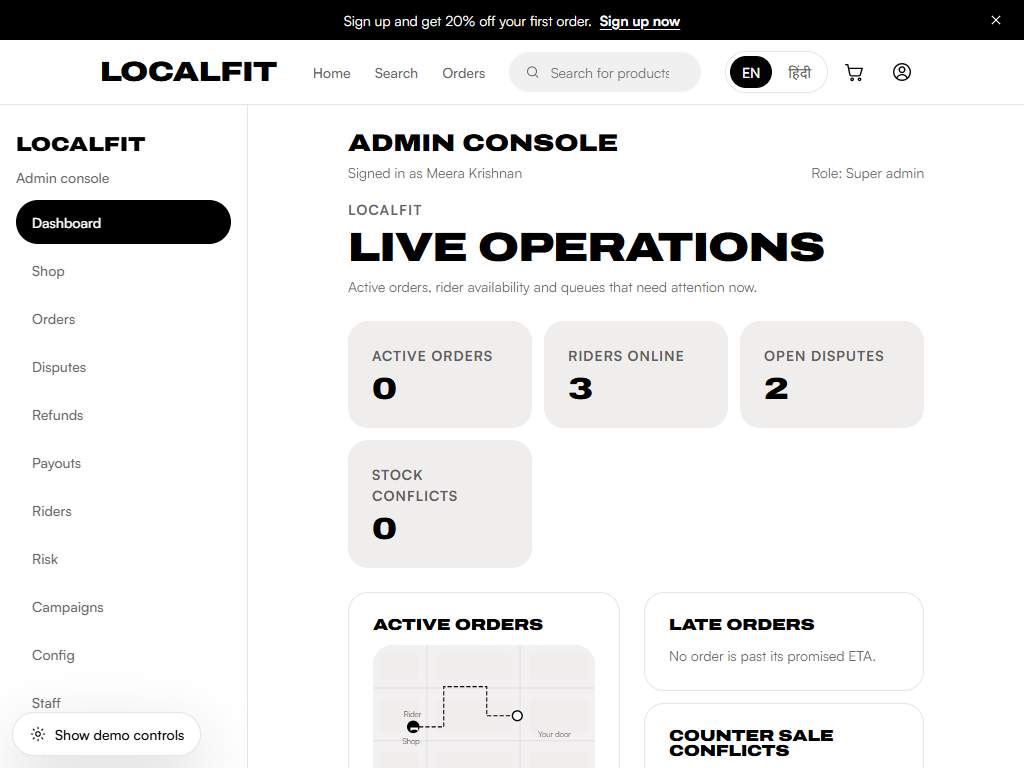 Sign up and get 20% off your first order. Sign up now
LOCALFIT
Home
Search
Orders
Search for products
EN
हिंदी
LOCALFIT
Admin console
Dashboard
Shop
Orders
Disputes
Refunds
Payouts
Riders
Risk
Campaigns
Config
Staff
Show demo controls
ADMIN CONSOLE
Signed in as Meera Krishnan
Role: Super admin
LOCALFIT
LIVE OPERATIONS
Active orders, rider availability and queues that need attention now.
ACTIVE ORDERS
0
RIDERS ONLINE
3
OPEN DISPUTES
2
STOCK
CONFLICTS
0
ACTIVE ORDERS
Rider
Shop
Your door
LATE ORDERS
No order is past its promised ETA.
COUNTER SALE
CONFLICTS